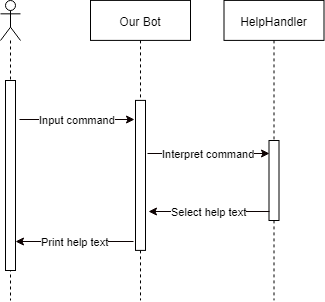 Our Bot
HelpHandler
Input command
Interpret command
Select help text
Print help text